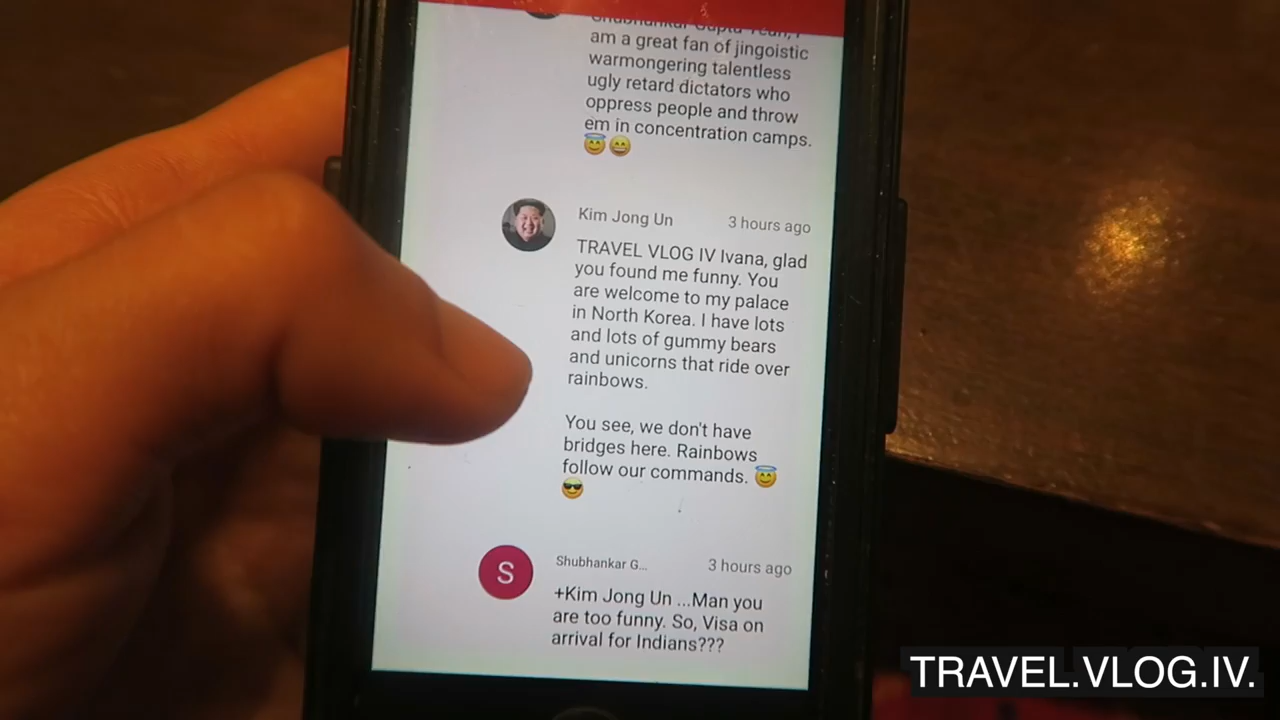 Shubhankar Gupta Yeah, I
am a great fan of jingoistic
warmongering talentless
ugly retard dictators who
oppress people and throw
em in concentration camps.
😇😄
Kim Jong Un 3 hours ago
TRAVEL VLOG IV Ivana, glad
you found me funny. You
are welcome to my palace
in North Korea. I have lots
and lots of gummy bears
and unicorns that ride over
rainbows.
You see, we don't have
bridges here. Rainbows
follow our commands. 😇
😎
S
Shubhankar G... 3 hours ago
+Kim Jong Un ...Man you
are too funny. So, Visa on
arrival for Indians???
TRAVEL.VLOG.IV.